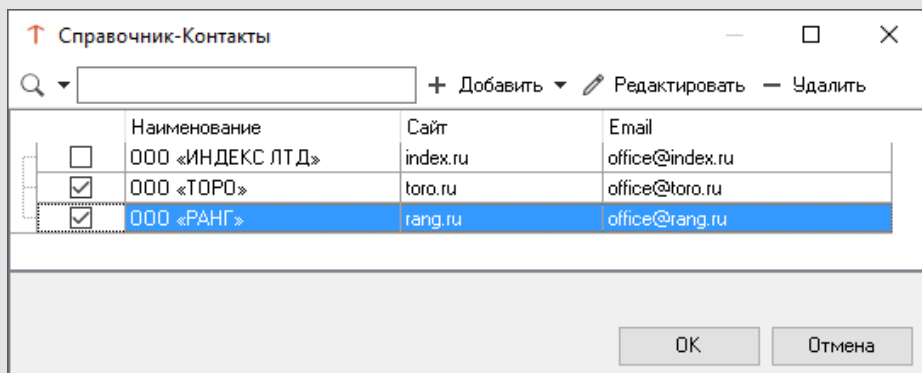 Справочник-Контакты
Добавить Редактировать Удалить
Наименование Сайт Email
ООО «ИНДЕКС ЛТД» index.ru office@index.ru
ООО «ТОРО» toro.ru office@toro.ru
ООО «РАНГ» rang.ru office@rang.ru
OK Отмена